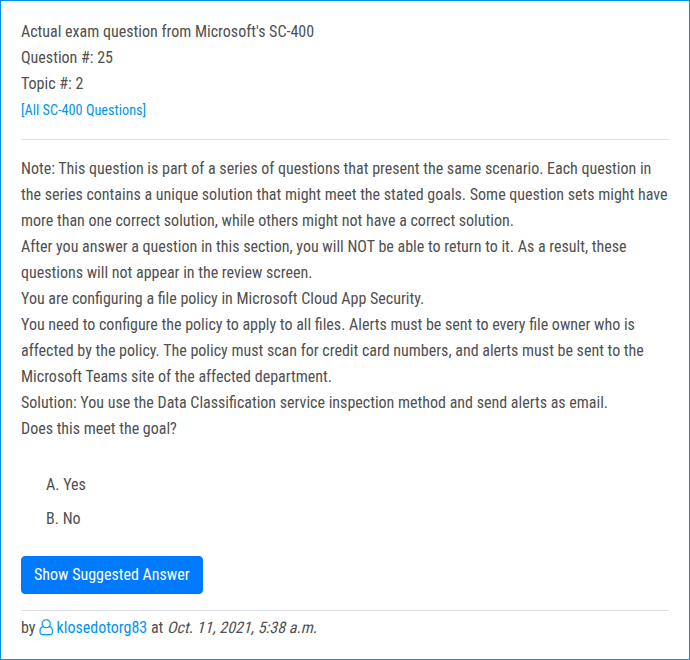 Actual exam question from Microsoft's SC-400
Question #: 25
Topic #: 2
[All SC-400 Questions]
Note: This question is part of a series of questions that present the same scenario. Each question in
the series contains a unique solution that might meet the stated goals. Some question sets might have
more than one correct solution, while others might not have a correct solution.
After you answer a question in this section, you will NOT be able to return to it. As a result, these
questions will not appear in the review screen.
You are configuring a file policy in Microsoft Cloud App Security.
You need to configure the policy to apply to all files. Alerts must be sent to every file owner who is
affected by the policy. The policy must scan for credit card numbers, and alerts must be sent to the
Microsoft Teams site of the affected department.
Solution: You use the Data Classification service inspection method and send alerts as email.
Does this meet the goal?
A. Yes
B. No
Show Suggested Answer
by klosedotorg83 at Oct. 11, 2021, 5:38 a.m.